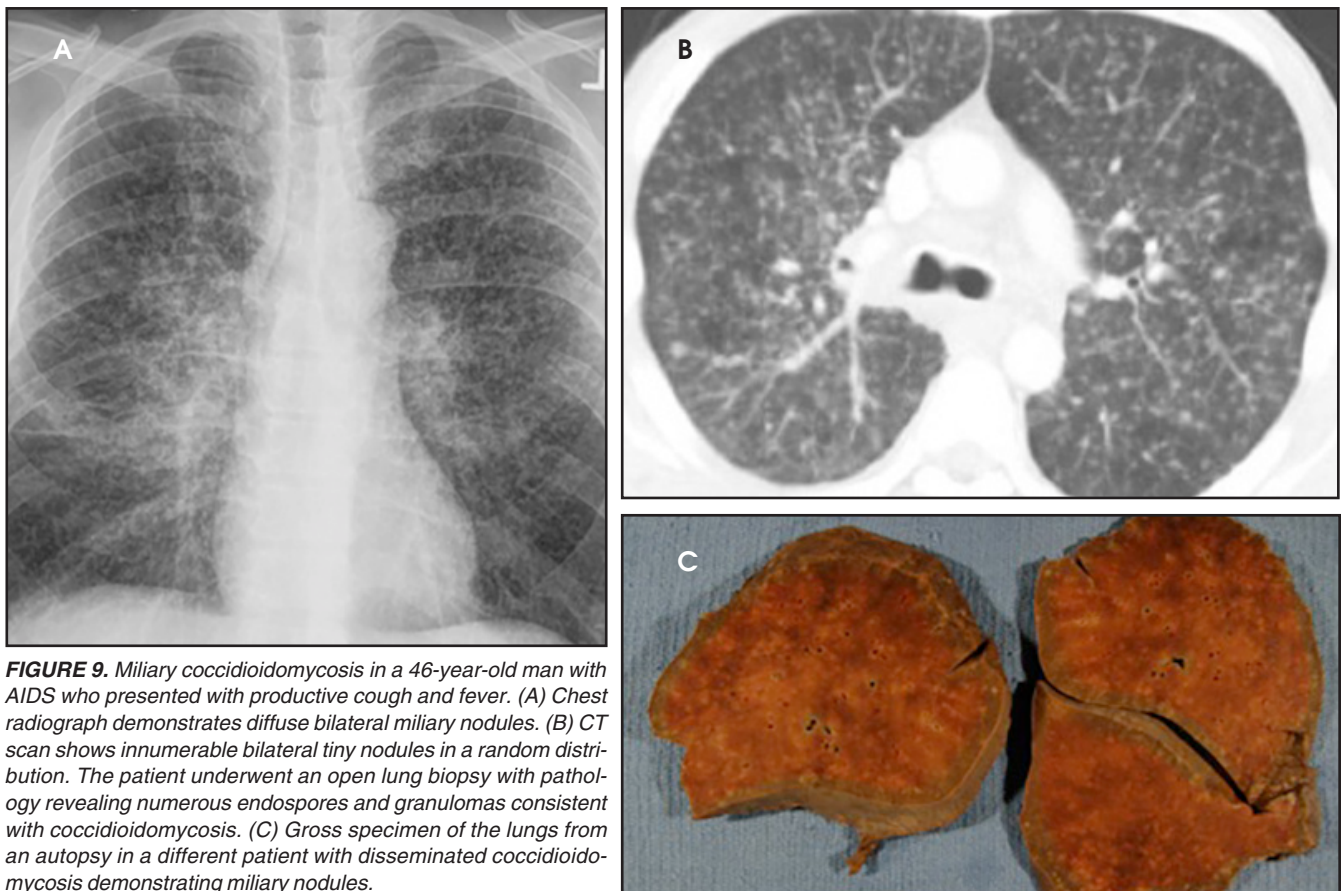 A
B
C
FIGURE 9. Miliary coccidioidomycosis in a 46-year-old man with
AIDS who presented with productive cough and fever. (A) Chest
radiograph demonstrates diffuse bilateral miliary nodules. (B) CT
scan shows innumerable bilateral tiny nodules in a random distri-
bution. The patient underwent an open lung biopsy with pathol-
ogy revealing numerous endospores and granulomas consistent
with coccidioidomycosis. (C) Gross specimen of the lungs from
an autopsy in a different patient with disseminated coccidioido-
mycosis demonstrating miliary nodules.